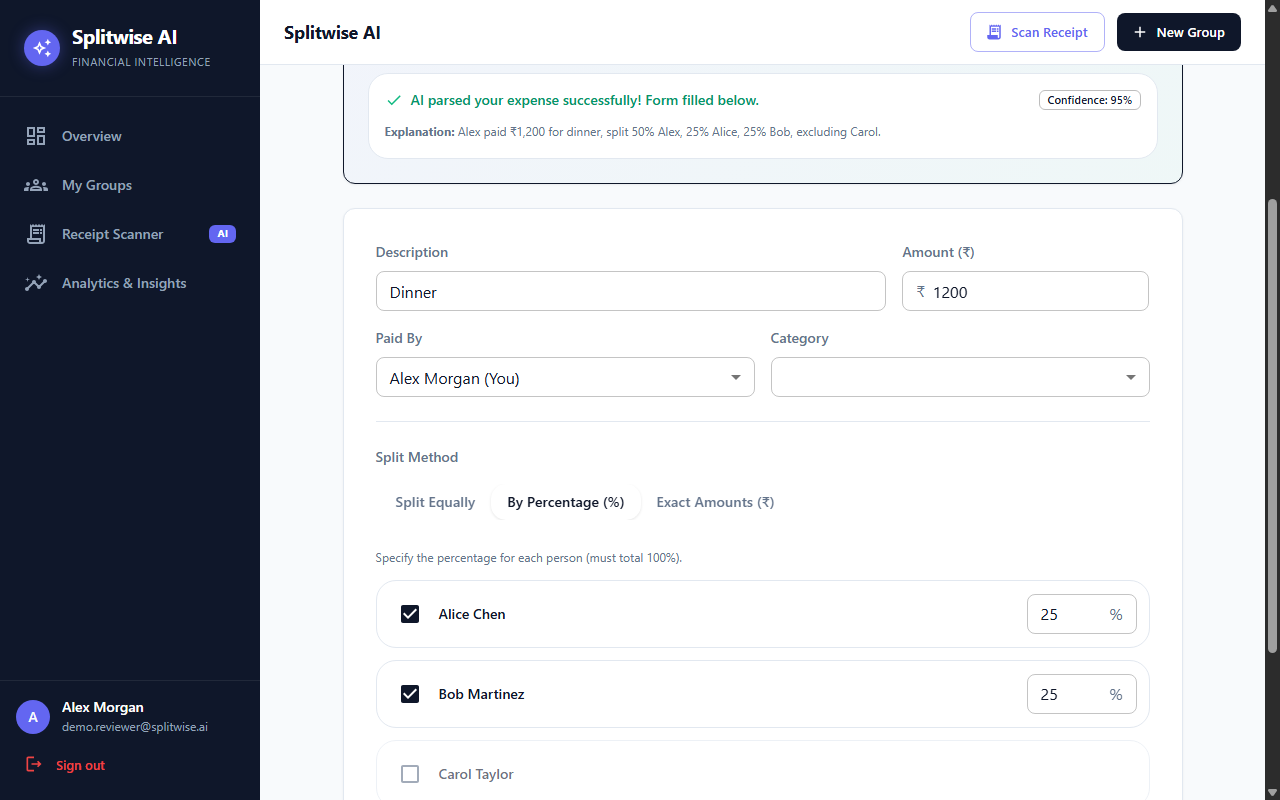 Splitwise AI
FINANCIAL INTELLIGENCE
Overview
My Groups
Receipt Scanner
AI
Analytics & Insights
A
Alex Morgan
demo.reviewer@splitwise.ai
Sign out
Splitwise AI
Scan Receipt
New Group
AI parsed your expense successfully! Form filled below.
Confidence: 95%
Explanation: Alex paid ₹1,200 for dinner, split 50% Alex, 25% Alice, 25% Bob, excluding Carol.
Description
Amount (₹)
Dinner
₹ 1200
Paid By
Category
Alex Morgan (You)
Split Method
Split Equally
By Percentage (%)
Exact Amounts (₹)
Specify the percentage for each person (must total 100%).
Alice Chen
25 %
Bob Martinez
25 %
Carol Taylor